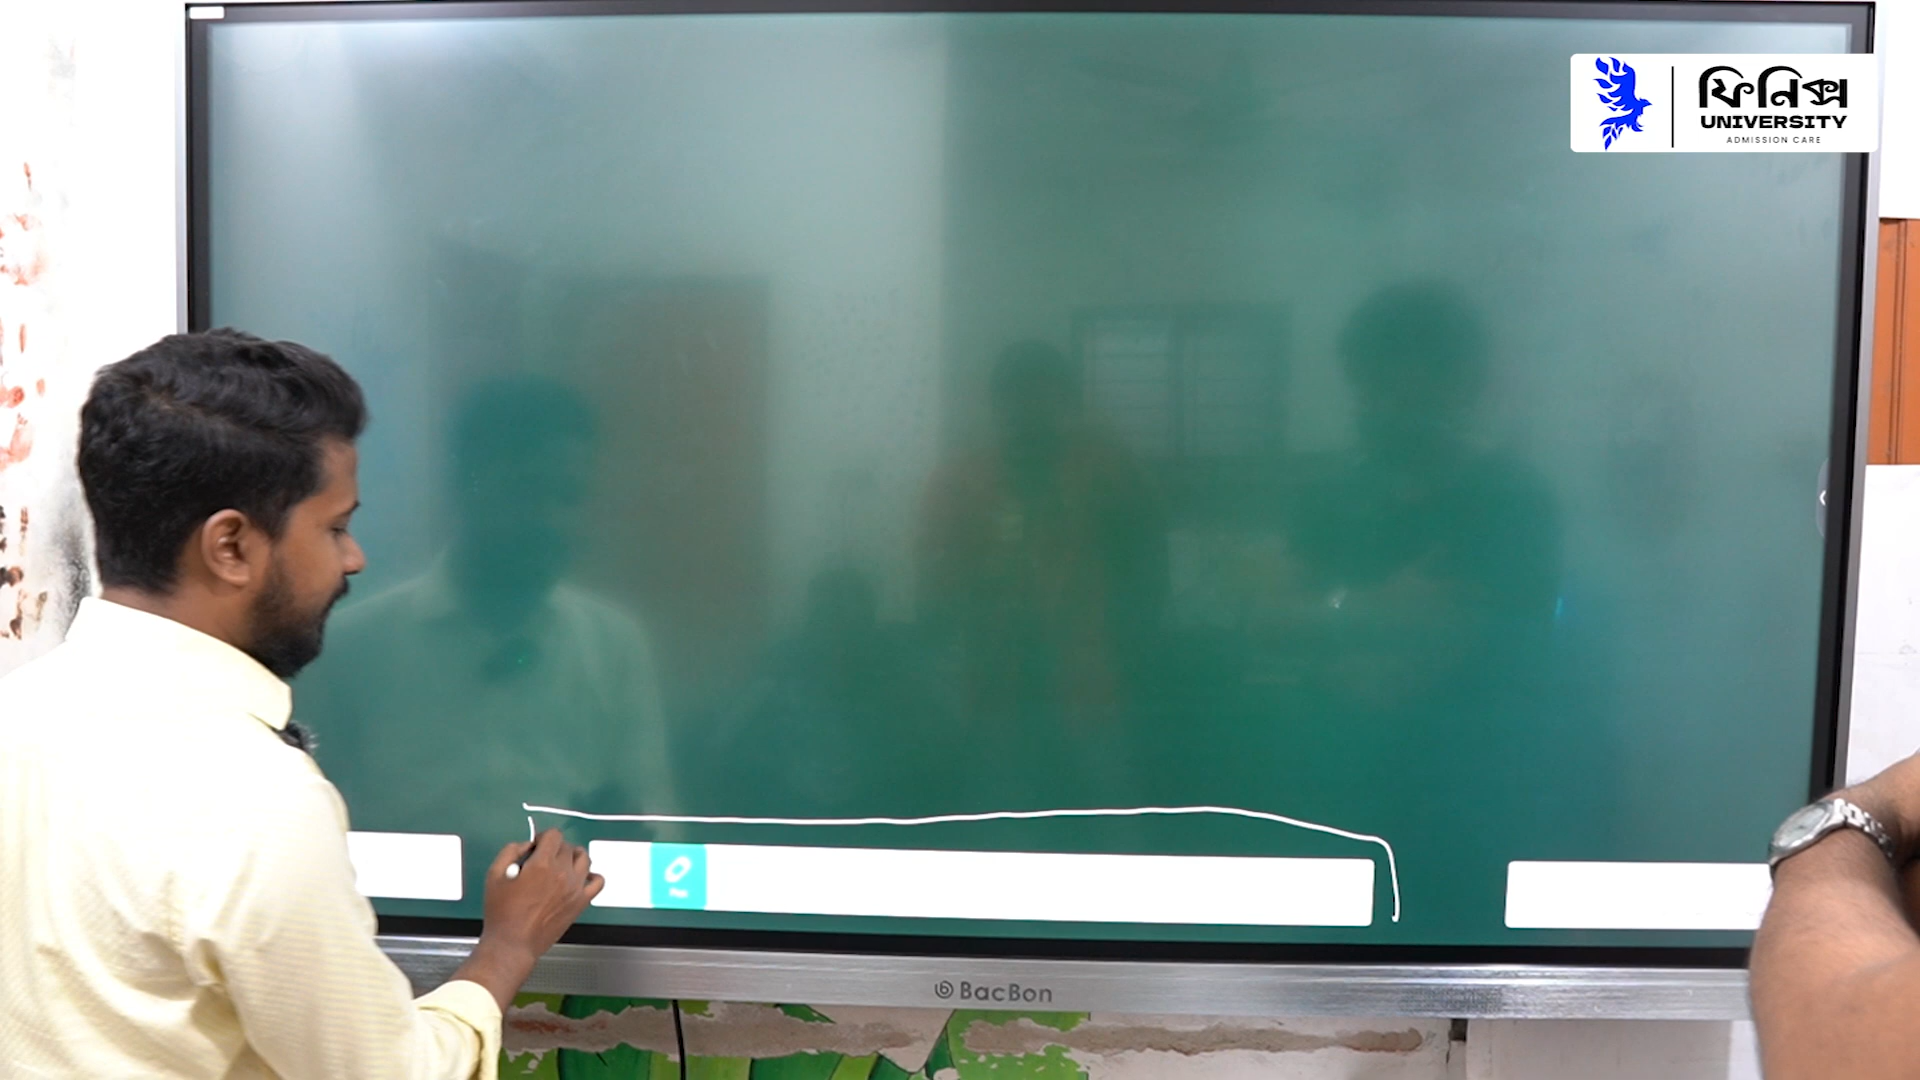 ফিনিক্স
UNIVERSITY
ADMISSION CARE
BacBon